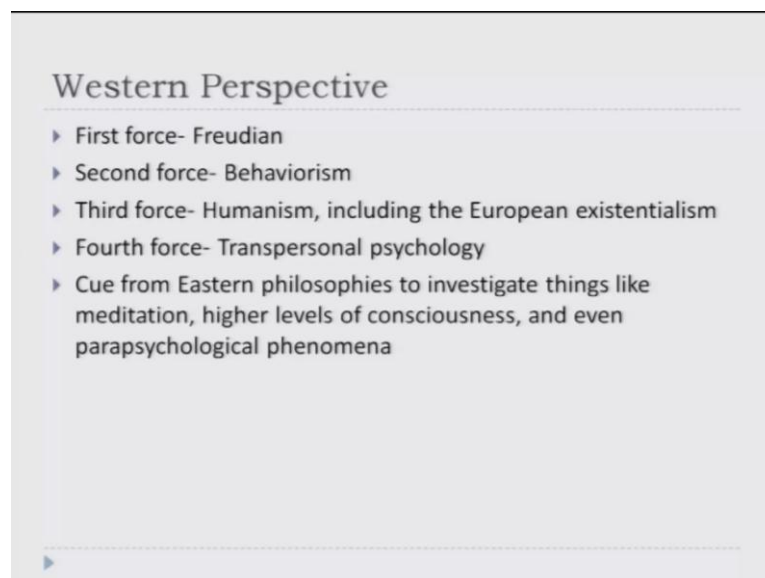 Western Perspective
First force- Freudian
Second force- Behaviorism
Third force- Humanism, including the European existentialism
Fourth force- Transpersonal psychology
Cue from Eastern philosophies to investigate things like
meditation, higher levels of consciousness, and even
parapsychological phenomena